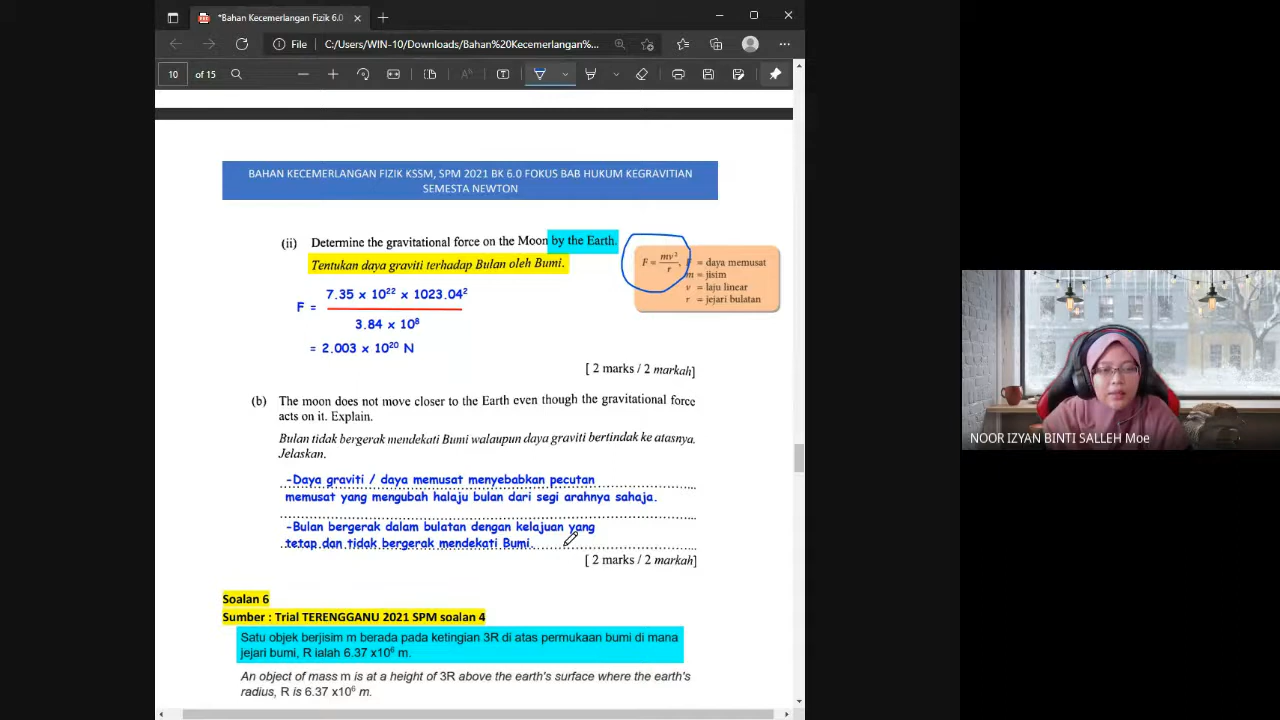 *Bahan Kecemerlangan Fizik 6.0
File
C:/Users/WIN-10/Downloads/Bahan%20Kecemerlangan%...
10 of 15
BAHAN KECEMERLANGAN FIZIK KSSM, SPM 2021 BK 6.0 FOKUS BAB HUKUM KEGRAVITIAN
SEMESTA NEWTON
(ii) Determine the gravitational force on the Moon by the Earth.
Tentukan daya graviti terhadap Bulan oleh Bumi.
F = mv²/r, F = daya memusat
m = jisim
v = laju linear
r = jejari bulatan
F = 7.35 x 10²² x 1023.04²
3.84 x 10⁸
= 2.003 x 10²⁰ N
[ 2 marks / 2 markah]
(b) The moon does not move closer to the Earth even though the gravitational force
acts on it. Explain.
Bulan tidak bergerak mendekati Bumi walaupun daya graviti bertindak ke atasnya.
Jelaskan.
-Daya graviti / daya memusat menyebabkan pecutan
memusat yang mengubah halaju bulan dari segi arahnya sahaja.
-Bulan bergerak dalam bulatan dengan kelajuan yang
tetap dan tidak bergerak mendekati Bumi.
[ 2 marks / 2 markah]
Soalan 6
Sumber : Trial TERENGGANU 2021 SPM soalan 4
Satu objek berjisim m berada pada ketingian 3R di atas permukaan bumi di mana
jejari bumi, R ialah 6.37 x10⁶ m.
An object of mass m is at a height of 3R above the earth's surface where the earth's
radius, R is 6.37 x10⁶ m.
NOOR IZYAN BINTI SALLEH Moe